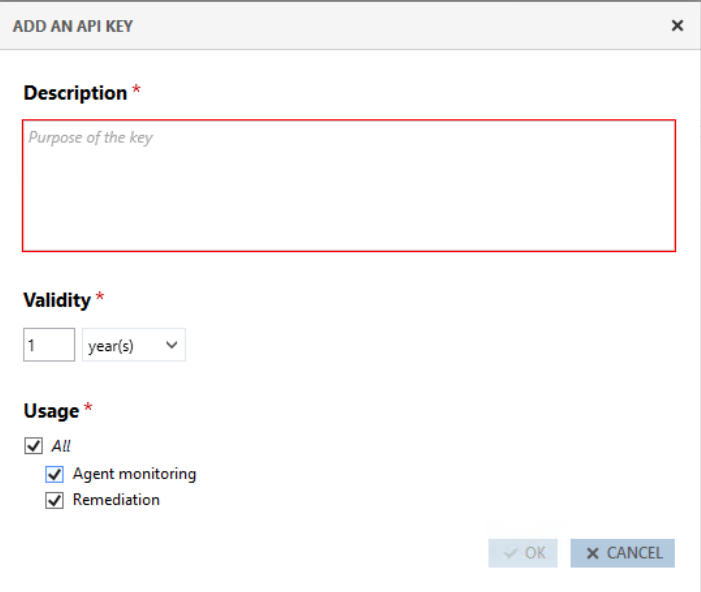 ADD AN API KEY
Description *
Purpose of the key
Validity *
1 year(s)
Usage *
All
Agent monitoring
Remediation
OK CANCEL